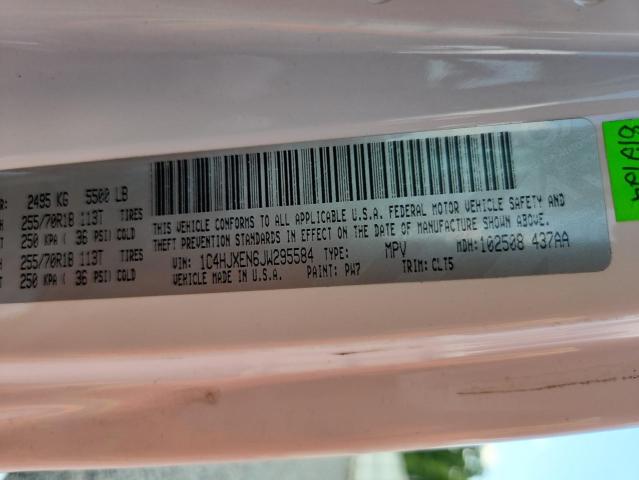 R: 2495 KG 5500 LB
255/70R18 113T TIRES
250 KPA ( 36 PSI) COLD
255/70R18 113T TIRES
250 KPA ( 36 PSI) COLD
THIS VEHICLE CONFORMS TO ALL APPLICABLE U.S.A. FEDERAL MOTOR VEHICLE SAFETY AND
THEFT PREVENTION STANDARDS IN EFFECT ON THE DATE OF MANUFACTURE SHOWN ABOVE.
VIN: 1C4HJXEN6JW295584 TYPE: MPV MDH:102508 437AA
VEHICLE MADE IN U.S.A. PAINT: PW7 TRIM: CLT5